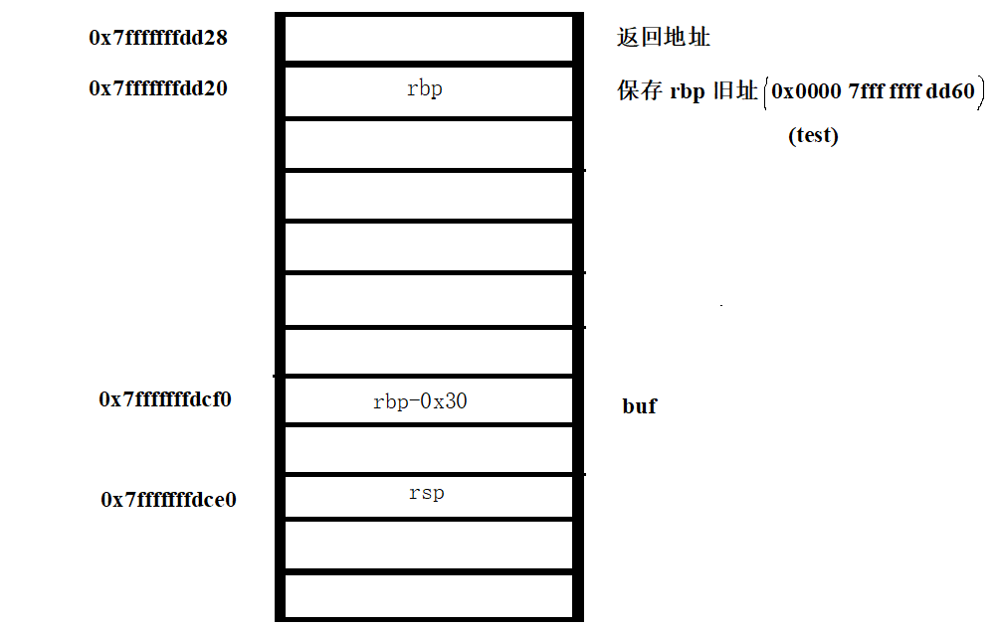 0x7fffffffdd28 返回地址
0x7fffffffdd20 rbp 保存 rbp 旧址(0x0000 7fff ffff dd60)
(test)
0x7fffffffdcf0 rbp-0x30 buf
0x7fffffffdce0 rsp